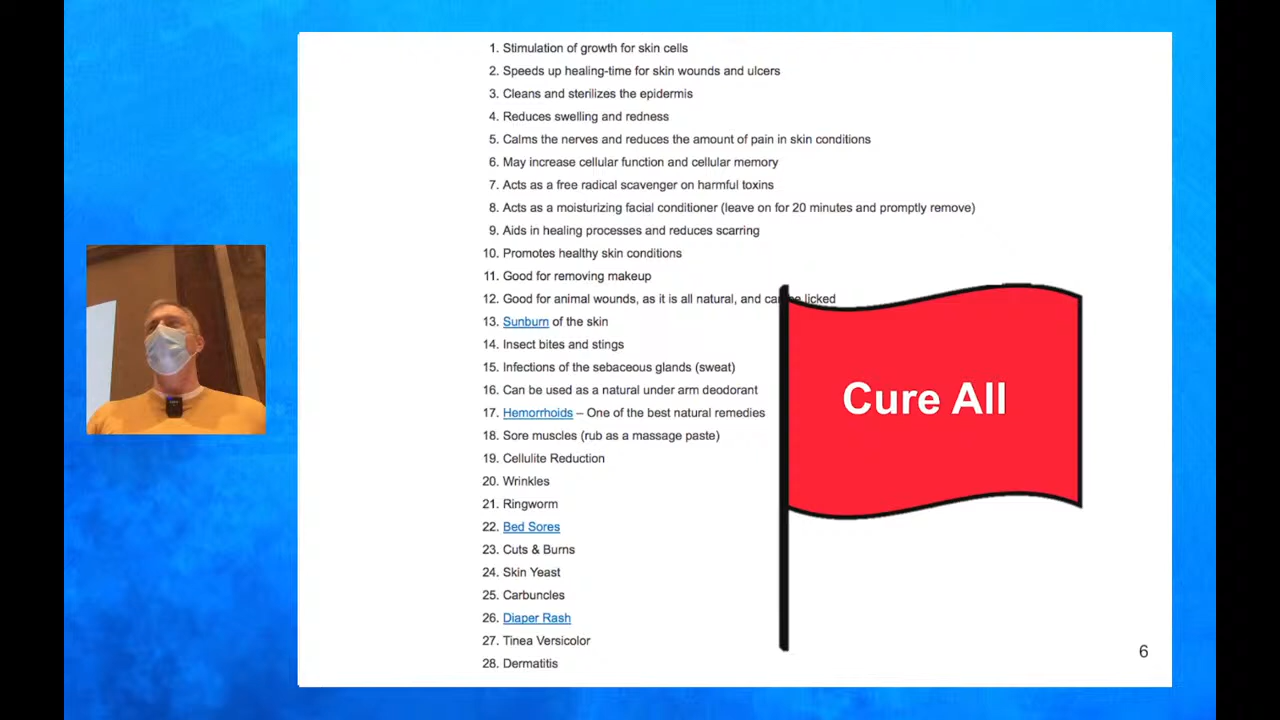 1. Stimulation of growth for skin cells
2. Speeds up healing-time for skin wounds and ulcers
3. Cleans and sterilizes the epidermis
4. Reduces swelling and redness
5. Calms the nerves and reduces the amount of pain in skin conditions
6. May increase cellular function and cellular memory
7. Acts as a free radical scavenger on harmful toxins
8. Acts as a moisturizing facial conditioner (leave on for 20 minutes and promptly remove)
9. Aids in healing processes and reduces scarring
10. Promotes healthy skin conditions
11. Good for removing makeup
12. Good for animal wounds, as it is all natural, and can be licked
13. Sunburn of the skin
14. Insect bites and stings
15. Infections of the sebaceous glands (sweat)
16. Can be used as a natural under arm deodorant
17. Hemorrhoids – One of the best natural remedies
18. Sore muscles (rub as a massage paste)
19. Cellulite Reduction
20. Wrinkles
21. Ringworm
22. Bed Sores
23. Cuts & Burns
24. Skin Yeast
25. Carbuncles
26. Diaper Rash
27. Tinea Versicolor
28. Dermatitis
Cure All
6